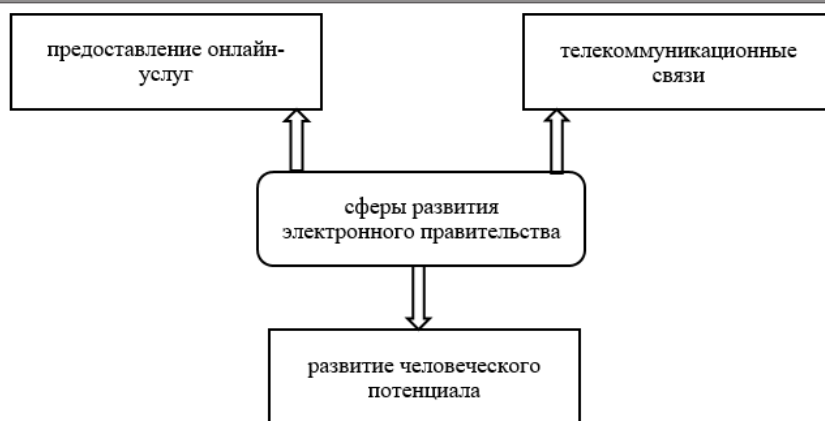 предоставление онлайн-
услуг
телекоммуникационные
связи
сферы развития
электронного правительства
развитие человеческого
потенциала